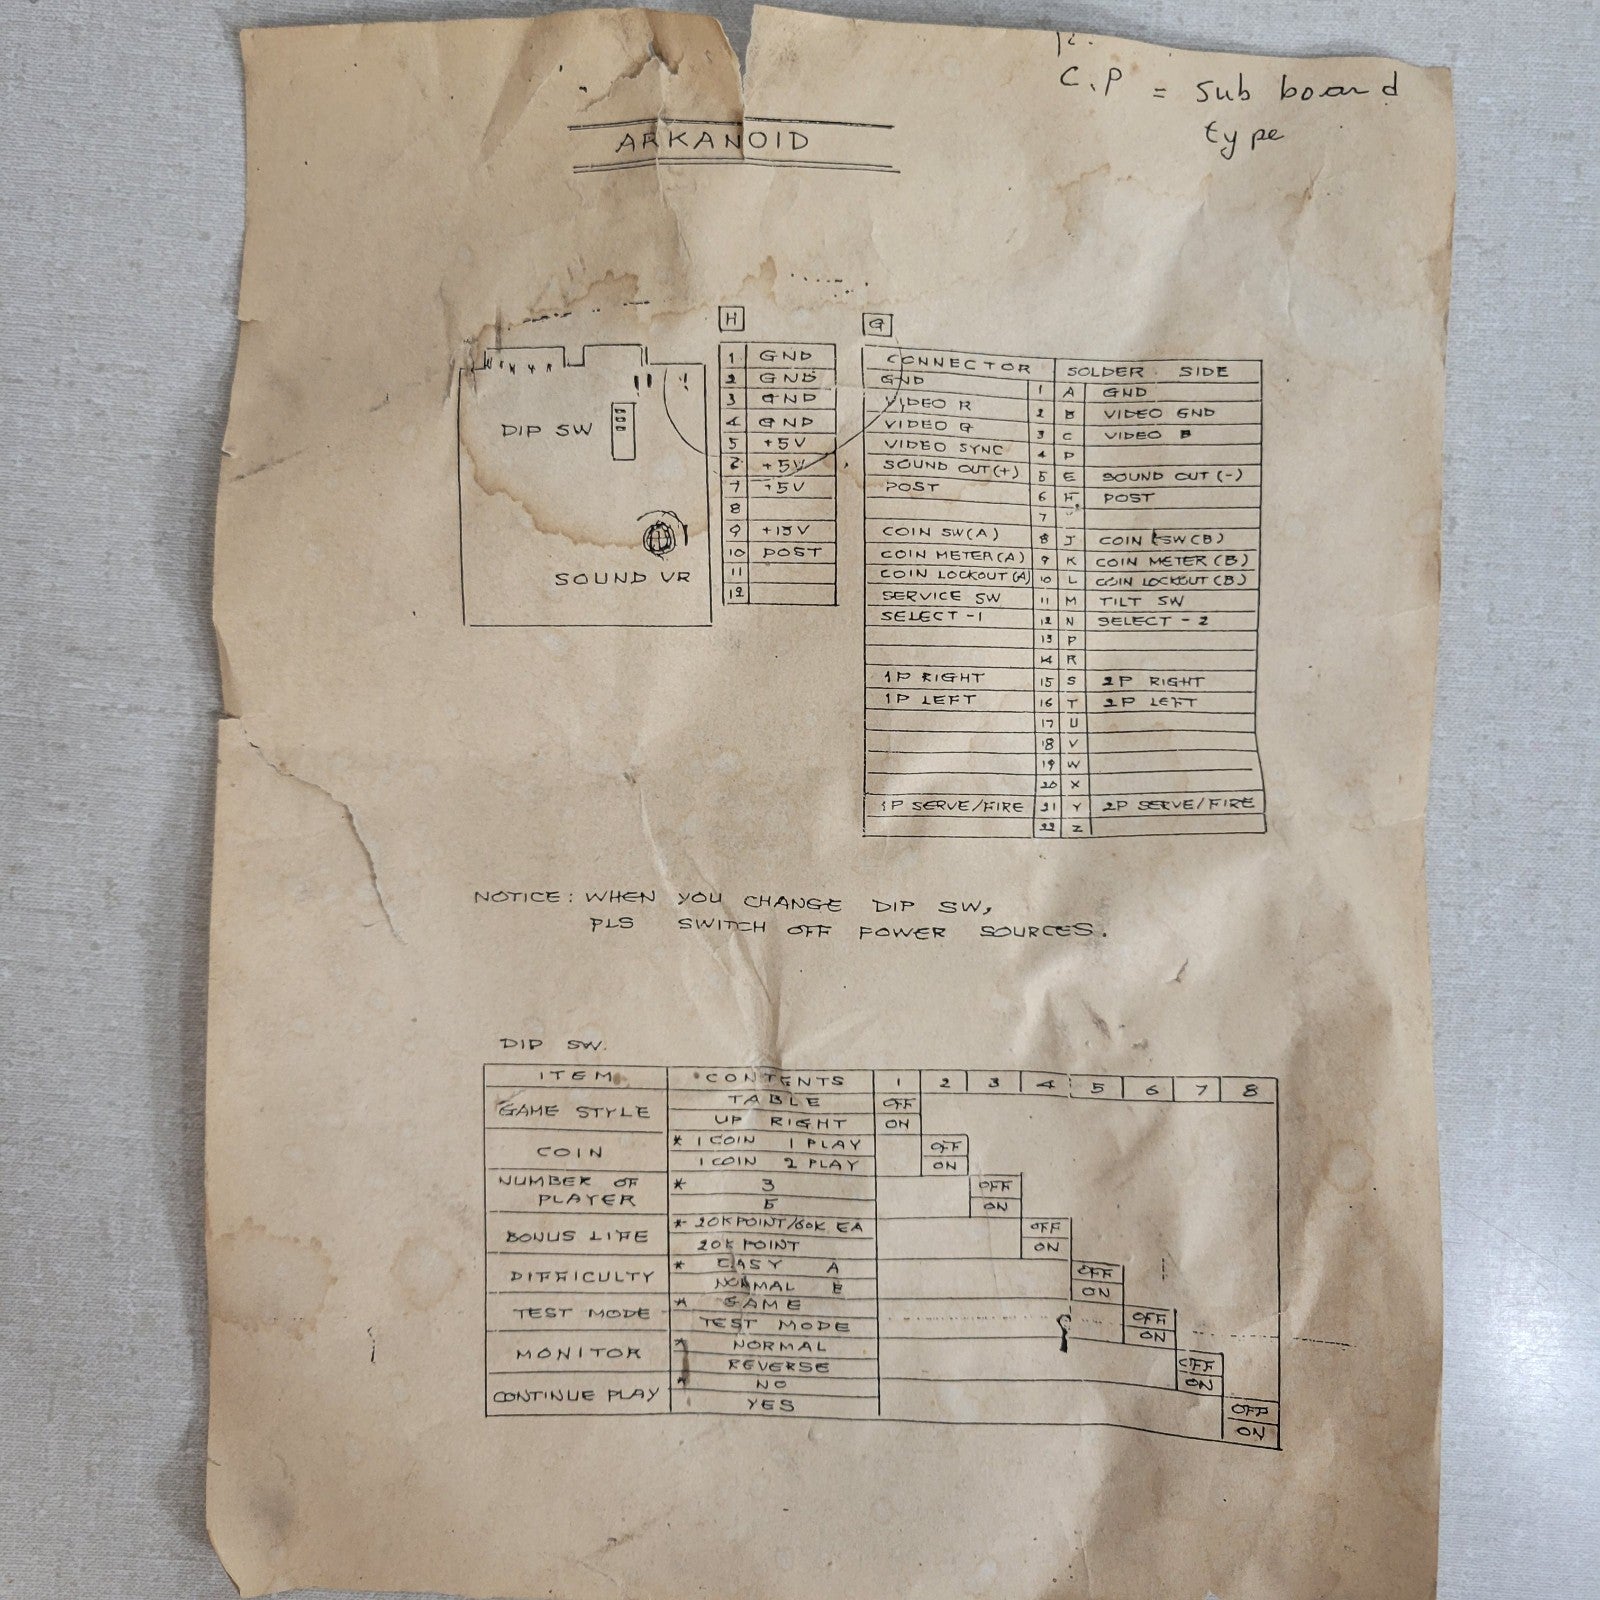 C.P = Sub board
type
ARKANOID
H
1 GND
2 GND
3 GND
4 GND
5 +5V
+5V
7 +5V
8
9 +13V
10 POST
11
12
DIP SW
SOUND VR
G
CONNECTOR SOLDER SIDE
GND 1 A GND
VIDEO R 2 B VIDEO GND
VIDEO G 3 C VIDEO B
VIDEO SYNC 4 P
SOUND OUT(+) 5 E SOUND OUT(-)
POST 6 POST
7
COIN SW(A) 8 J COIN SW(B)
COIN METER(A) 9 K COIN METER(B)
COIN LOCKOUT(A) 10 L COIN LOCKOUT(B)
SERVICE SW 11 M TILT SW
SELECT -1 12 N SELECT - 2
13 P
14 R
1P RIGHT 15 S 2P RIGHT
1P LEFT 16 T 2P LEFT
17 U
18 V
19 W
20 X
1P SERVE/FIRE 21 Y 2P SERVE/FIRE
22 Z
NOTICE: WHEN YOU CHANGE DIP SW,
PLS SWITCH OFF POWER SOURCES.
DIP SW.
ITEM CONTENTS 1 2 3 4 5 6 7 8
GAME STYLE TABLE OFF
UP RIGHT ON
COIN * 1 COIN 1 PLAY OFF
1 COIN 2 PLAY ON
NUMBER OF PLAYER * 3 OFF
5 ON
BONUS LIFE * 20K POINT/60K EA OFF
20K POINT ON
DIFFICULTY * EASY A OFF
NORMAL E ON
TEST MODE * GAME OFF
TEST MODE ON
MONITOR * NORMAL OFF
REVERSE ON
CONTINUE PLAY * NO OFF
YES ON